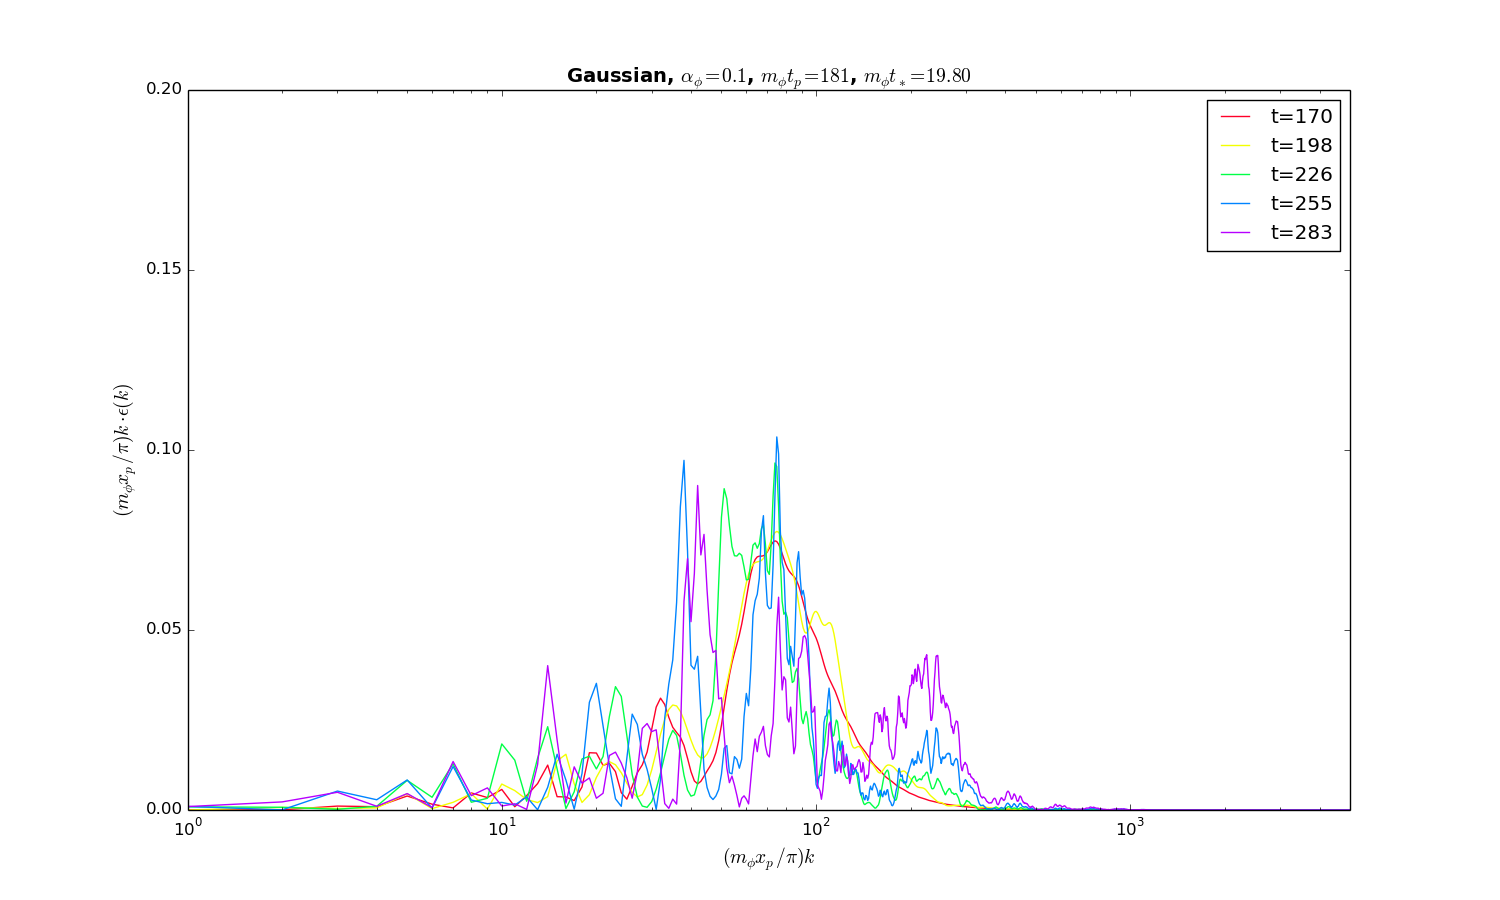 Gaussian, α_ϕ=0.1, m_ϕt_p=181, m_ϕt_*=19.80
0.20
0.15
0.10
0.05
0.00
(m_ϕx_p/π)k·ϵ(k)
t=170
t=198
t=226
t=255
t=283
10^0
10^1
10^2
10^3
(m_ϕx_p/π)k